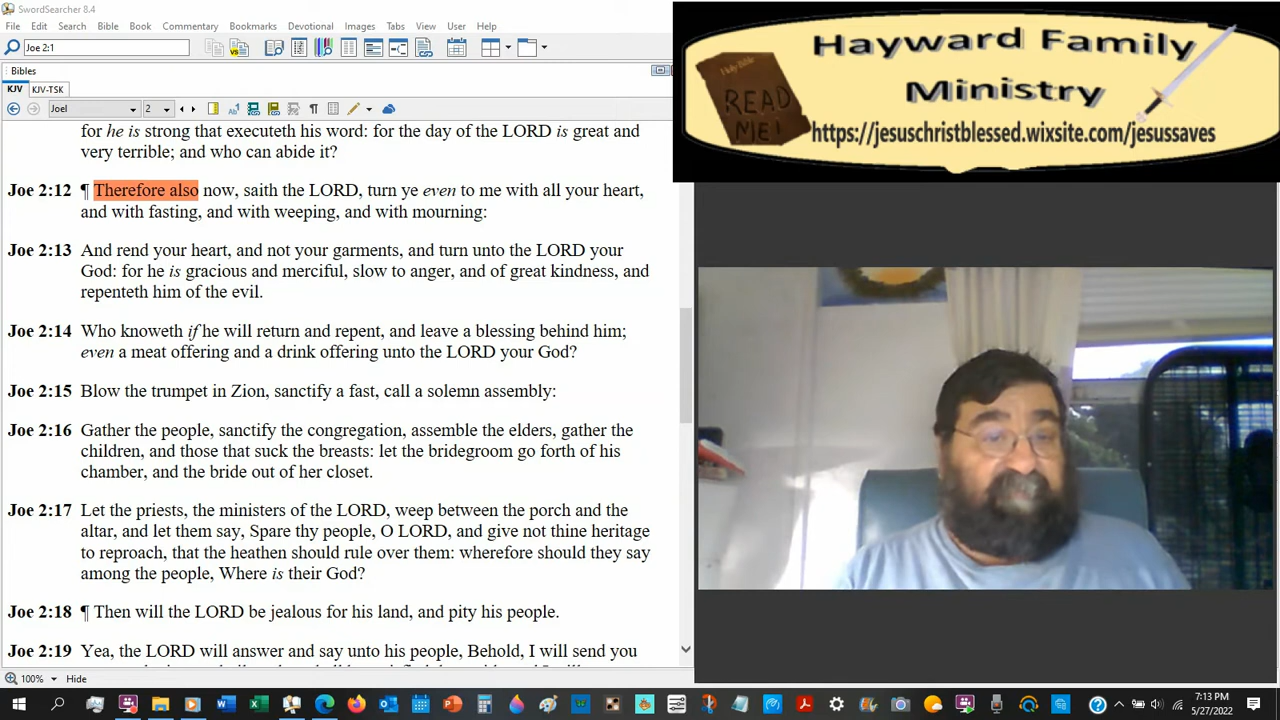 SwordSearcher 8.4
File Edit Search Bible Book Commentary Bookmarks Devotional Images Tabs View User Help
Joe 2:1
VS
Bibles
KJV KJV-TSK
Joel 2
for he is strong that executeth his word: for the day of the LORD is great and
very terrible; and who can abide it?
Joe 2:12 ¶ Therefore also now, saith the LORD, turn ye even to me with all your heart,
and with fasting, and with weeping, and with mourning:
Joe 2:13 And rend your heart, and not your garments, and turn unto the LORD your
God: for he is gracious and merciful, slow to anger, and of great kindness, and
repenteth him of the evil.
Joe 2:14 Who knoweth if he will return and repent, and leave a blessing behind him;
even a meat offering and a drink offering unto the LORD your God?
Joe 2:15 Blow the trumpet in Zion, sanctify a fast, call a solemn assembly:
Joe 2:16 Gather the people, sanctify the congregation, assemble the elders, gather the
children, and those that suck the breasts: let the bridegroom go forth of his
chamber, and the bride out of her closet.
Joe 2:17 Let the priests, the ministers of the LORD, weep between the porch and the
altar, and let them say, Spare thy people, O LORD, and give not thine heritage
to reproach, that the heathen should rule over them: wherefore should they say
among the people, Where is their God?
Joe 2:18 ¶ Then will the LORD be jealous for his land, and pity his people.
Joe 2:19 Yea, the LORD will answer and say unto his people, Behold, I will send you
100% Hide
Hayward Family
Ministry
Holy Bible
READ
ME!
https://jesuschristblessed.wixsite.com/jesussaves
7:13 PM
5/27/2022